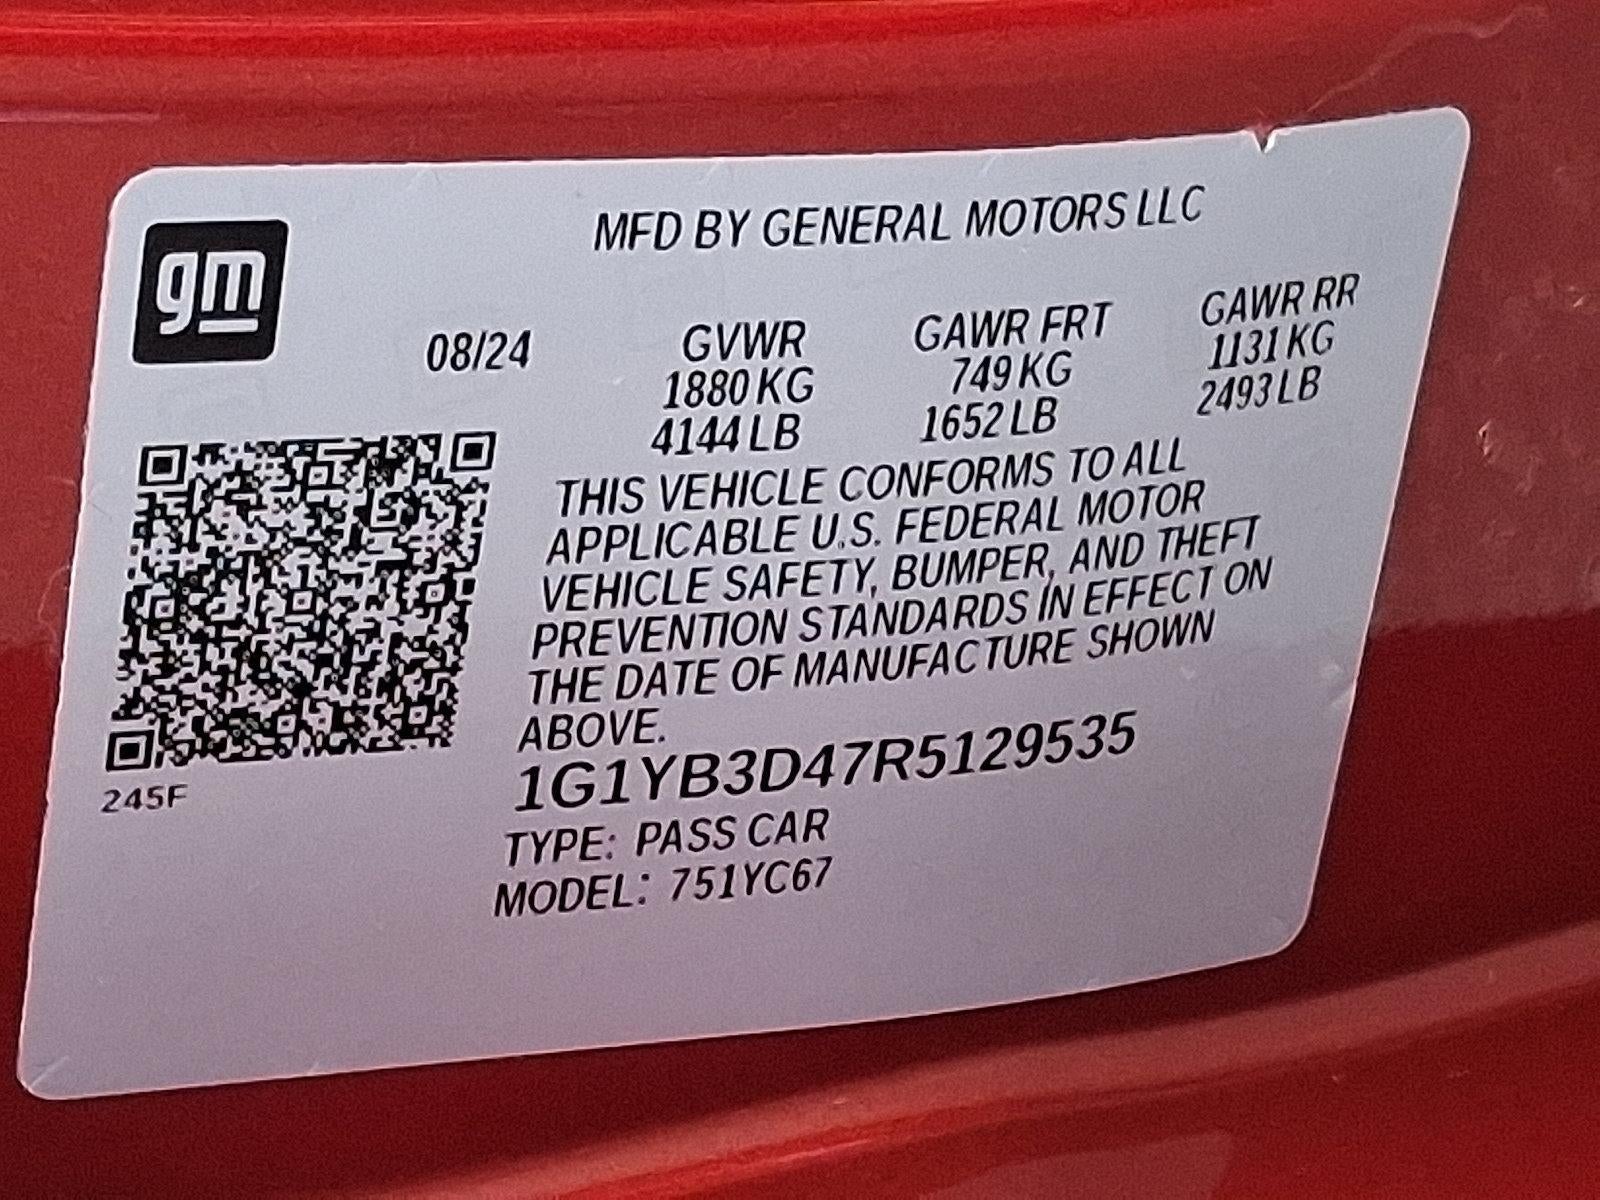 gm
MFD BY GENERAL MOTORS LLC
08/24 GVWR GAWR FRT GAWR RR
1880 KG 749 KG 1131 KG
4144 LB 1652 LB 2493 LB
THIS VEHICLE CONFORMS TO ALL
APPLICABLE U.S. FEDERAL MOTOR
VEHICLE SAFETY, BUMPER, AND THEFT
PREVENTION STANDARDS IN EFFECT ON
THE DATE OF MANUFACTURE SHOWN
ABOVE.
1G1YB3D47R5129535
245F
TYPE: PASS CAR
MODEL: 751YC67